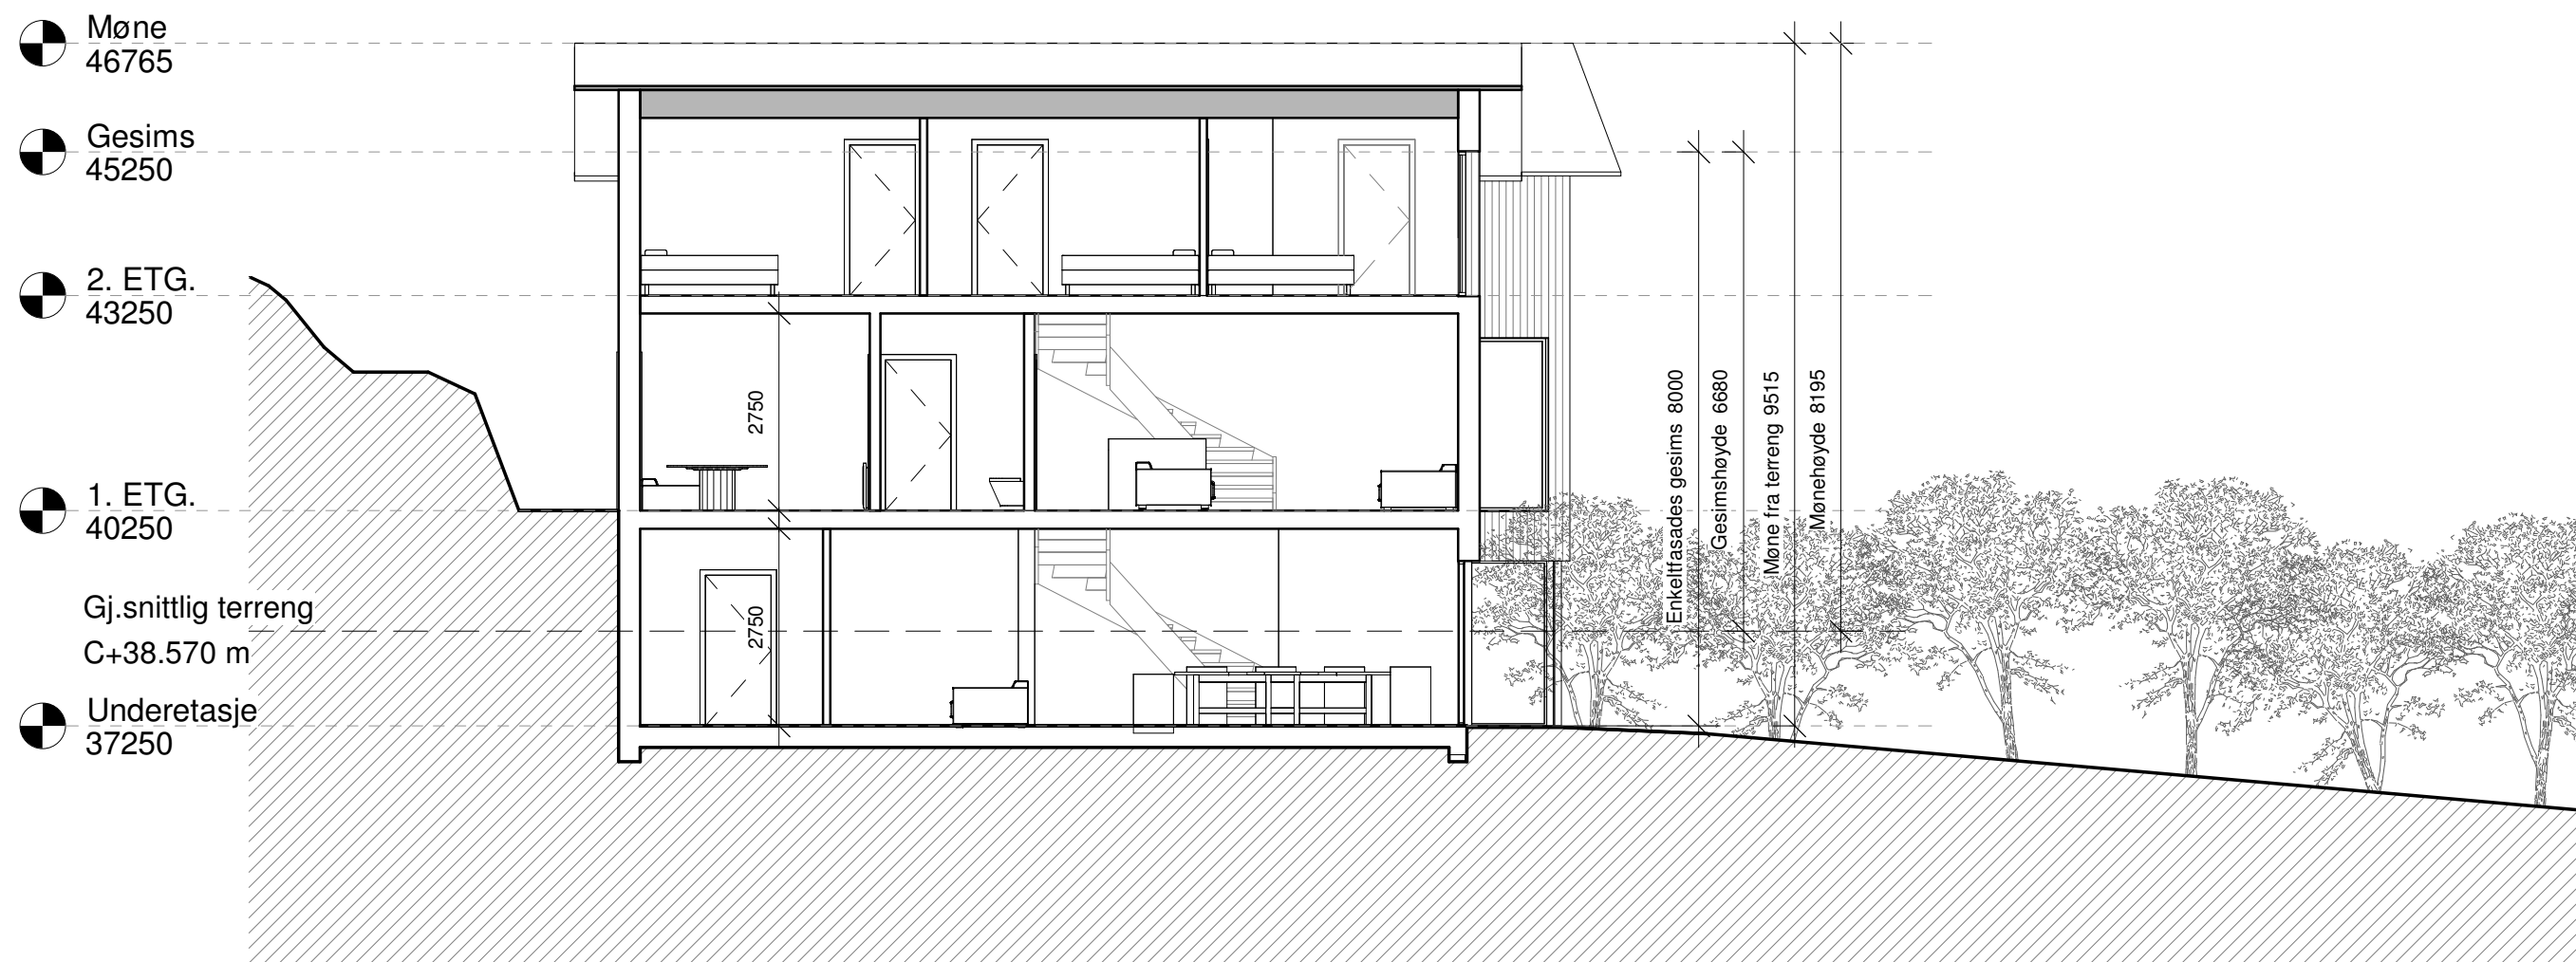 Møne
46765
Gesims
45250
2. ETG.
43250
1. ETG.
40250
Gj.snittlig terreng
C+38.570 m
Underetasje
37250
2750
2750
Enkeltfasades gesims 8000
Gesimshøyde 6680
Møne fra terreng 9515
Mønehøyde 8195